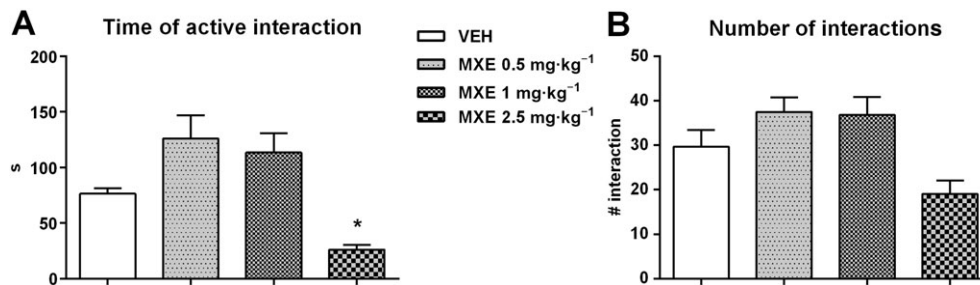 A
Time of active interaction
s
200
150
100
50
0
*
VEH
MXE 0.5 mg·kg⁻¹
MXE 1 mg·kg⁻¹
MXE 2.5 mg·kg⁻¹
B
Number of interactions
# interaction
50
40
30
20
10
0